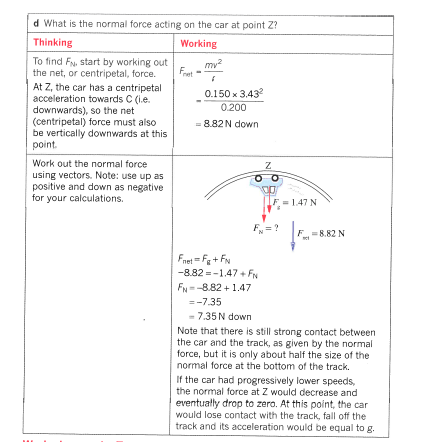 d What is the normal force acting on the car at point Z?
Thinking
Working
To find F_N, start by working out
the net, or centripetal, force.
At Z, the car has a centripetal
acceleration towards C (i.e.
downwards), so the net
(centripetal) force must also
be vertically downwards at this
point.
F_net = mv²/r
= 0.150 × 3.43²/0.200
= 8.82 N down
Work out the normal force
using vectors. Note: use up as
positive and down as negative
for your calculations.
Z
F_g = 1.47 N
F_N = ?
F_net = 8.82 N
F_net = F_g + F_N
-8.82 = -1.47 + F_N
F_N = -8.82 + 1.47
= -7.35
= 7.35 N down
Note that there is still strong contact between
the car and the track, as given by the normal
force, but it is only about half the size of the
normal force at the bottom of the track.
If the car had progressively lower speeds,
the normal force at Z would decrease and
eventually drop to zero. At this point, the car
would lose contact with the track, fall off the
track and its acceleration would be equal to g.